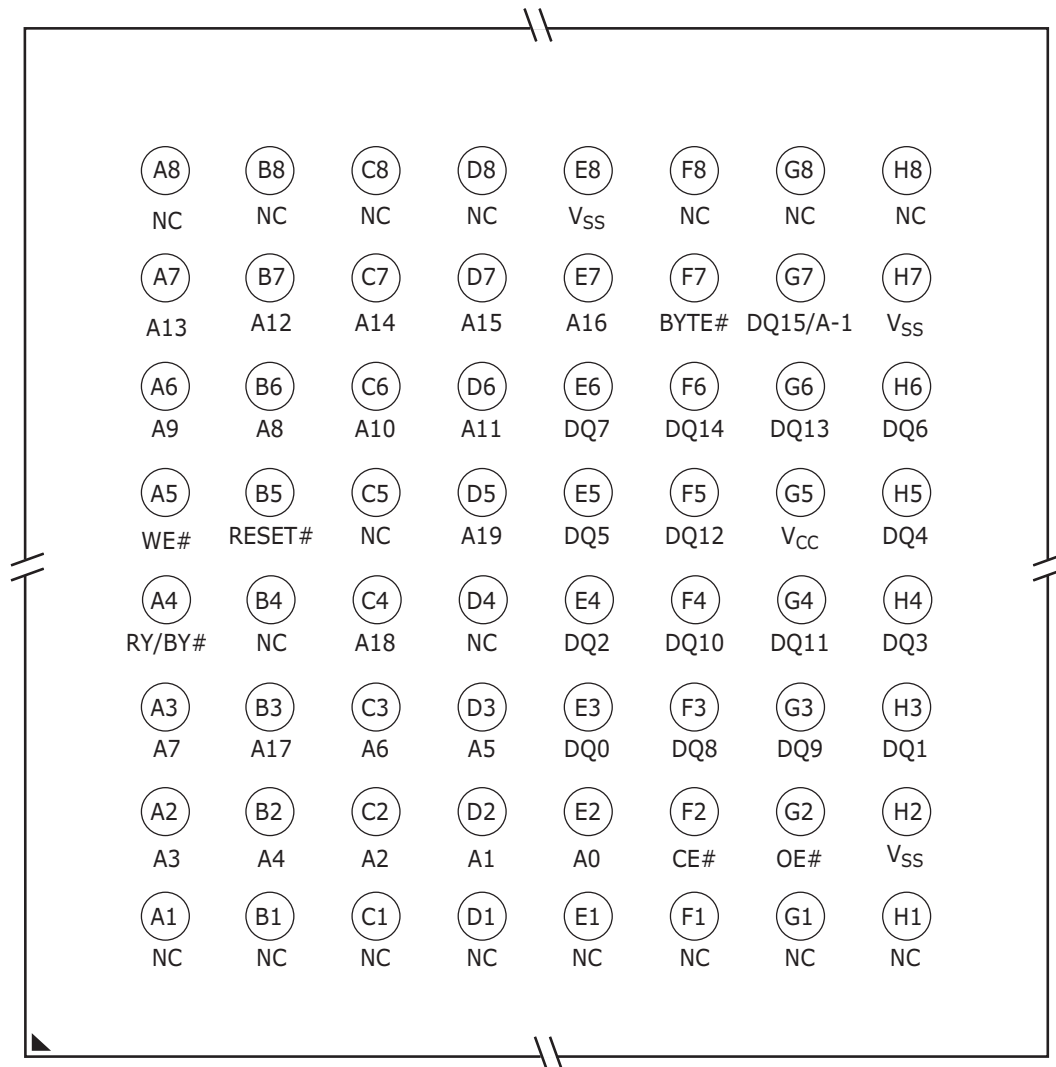 A8 B8 C8 D8 E8 F8 G8 H8
NC NC NC NC VSS NC NC NC
A7 B7 C7 D7 E7 F7 G7 H7
A13 A12 A14 A15 A16 BYTE# DQ15/A-1 VSS
A6 B6 C6 D6 E6 F6 G6 H6
A9 A8 A10 A11 DQ7 DQ14 DQ13 DQ6
A5 B5 C5 D5 E5 F5 G5 H5
WE# RESET# NC A19 DQ5 DQ12 VCC DQ4
A4 B4 C4 D4 E4 F4 G4 H4
RY/BY# NC A18 NC DQ2 DQ10 DQ11 DQ3
A3 B3 C3 D3 E3 F3 G3 H3
A7 A17 A6 A5 DQ0 DQ8 DQ9 DQ1
A2 B2 C2 D2 E2 F2 G2 H2
A3 A4 A2 A1 A0 CE# OE# VSS
A1 B1 C1 D1 E1 F1 G1 H1
NC NC NC NC NC NC NC NC